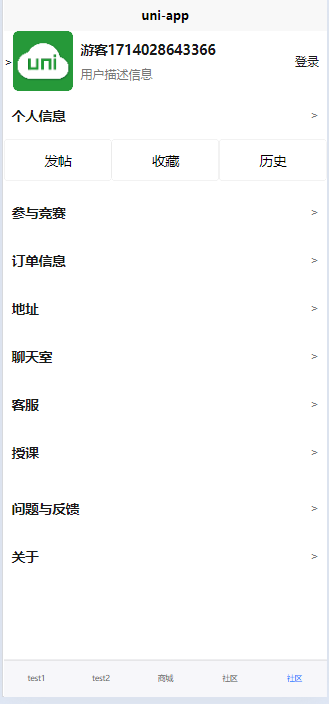 uni-app
>
uni
游客1714028643366
用户描述信息
登录
个人信息 >
发帖 收藏 历史
参与竞赛 >
订单信息 >
地址 >
聊天室 >
客服 >
授课 >
问题与反馈 >
关于 >
test1 test2 商城 社区 社区